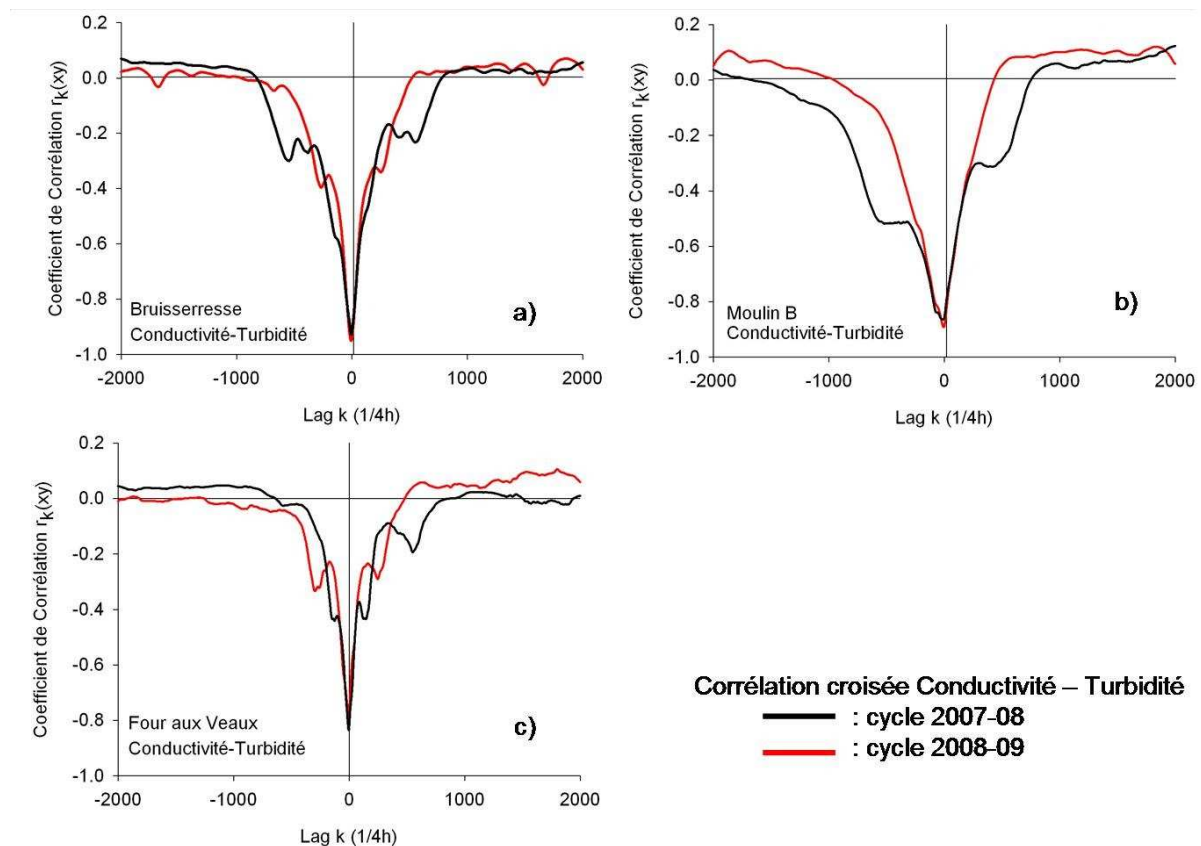 0.2
0.0
-0.2
-0.4
-0.6
-0.8
-1.0
Coefficient de Corrélation rk(xy)
Bruisserresse
Conductivité-Turbidité
a)
-2000 -1000 0 1000 2000
Lag k (1/4h)
0.2
0.0
-0.2
-0.4
-0.6
-0.8
-1.0
Coefficient de Corrélation rk(xy)
Moulin B
Conductivité-Turbidité
b)
-2000 -1000 0 1000 2000
Lag k (1/4h)
0.2
0.0
-0.2
-0.4
-0.6
-0.8
-1.0
Coefficient de Corrélation rk(xy)
Four aux Veaux
Conductivité-Turbidité
c)
-2000 -1000 0 1000 2000
Lag k (1/4h)
Corrélation croisée Conductivité – Turbidité
: cycle 2007-08
: cycle 2008-09